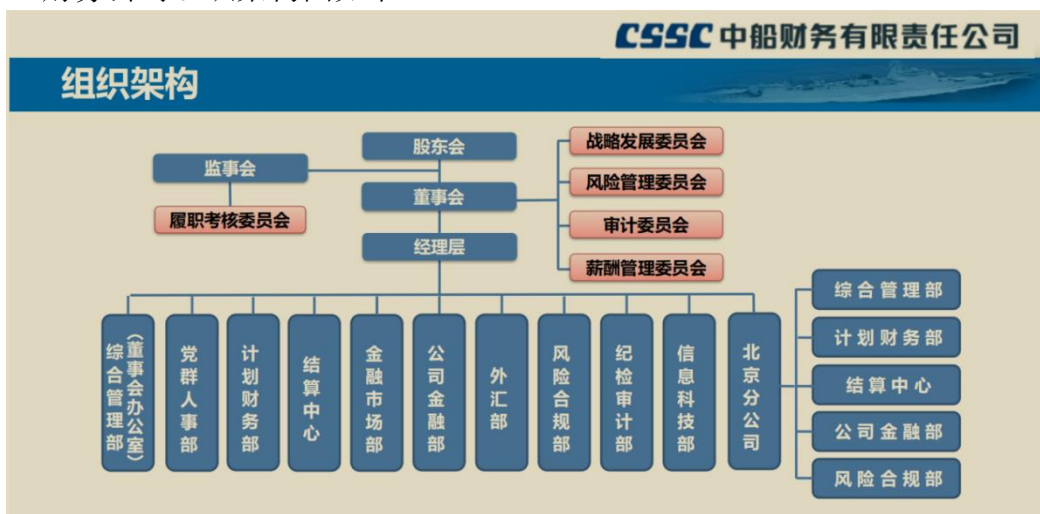 CSSC 中船财务有限责任公司
组织架构
股东会
监事会
董事会
履职考核委员会
经理层
战略发展委员会
风险管理委员会
审计委员会
薪酬管理委员会
综合管理部
（董事会办公室）
党群人事部
计划财务部
结算中心
金融市场部
公司金融部
外汇部
风险合规部
纪检审计部
信息科技部
北京分公司
综合管理部
计划财务部
结算中心
公司金融部
风险合规部